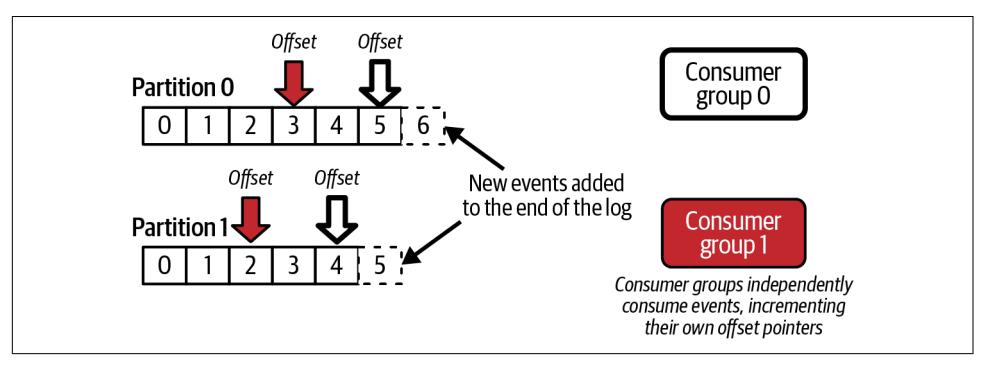 Offset Offset
Partition 0
0 1 2 3 4 5 6
Offset Offset
Partition 1
0 1 2 3 4 5
New events added
to the end of the log
Consumer
group 0
Consumer
group 1
Consumer groups independently
consume events, incrementing
their own offset pointers